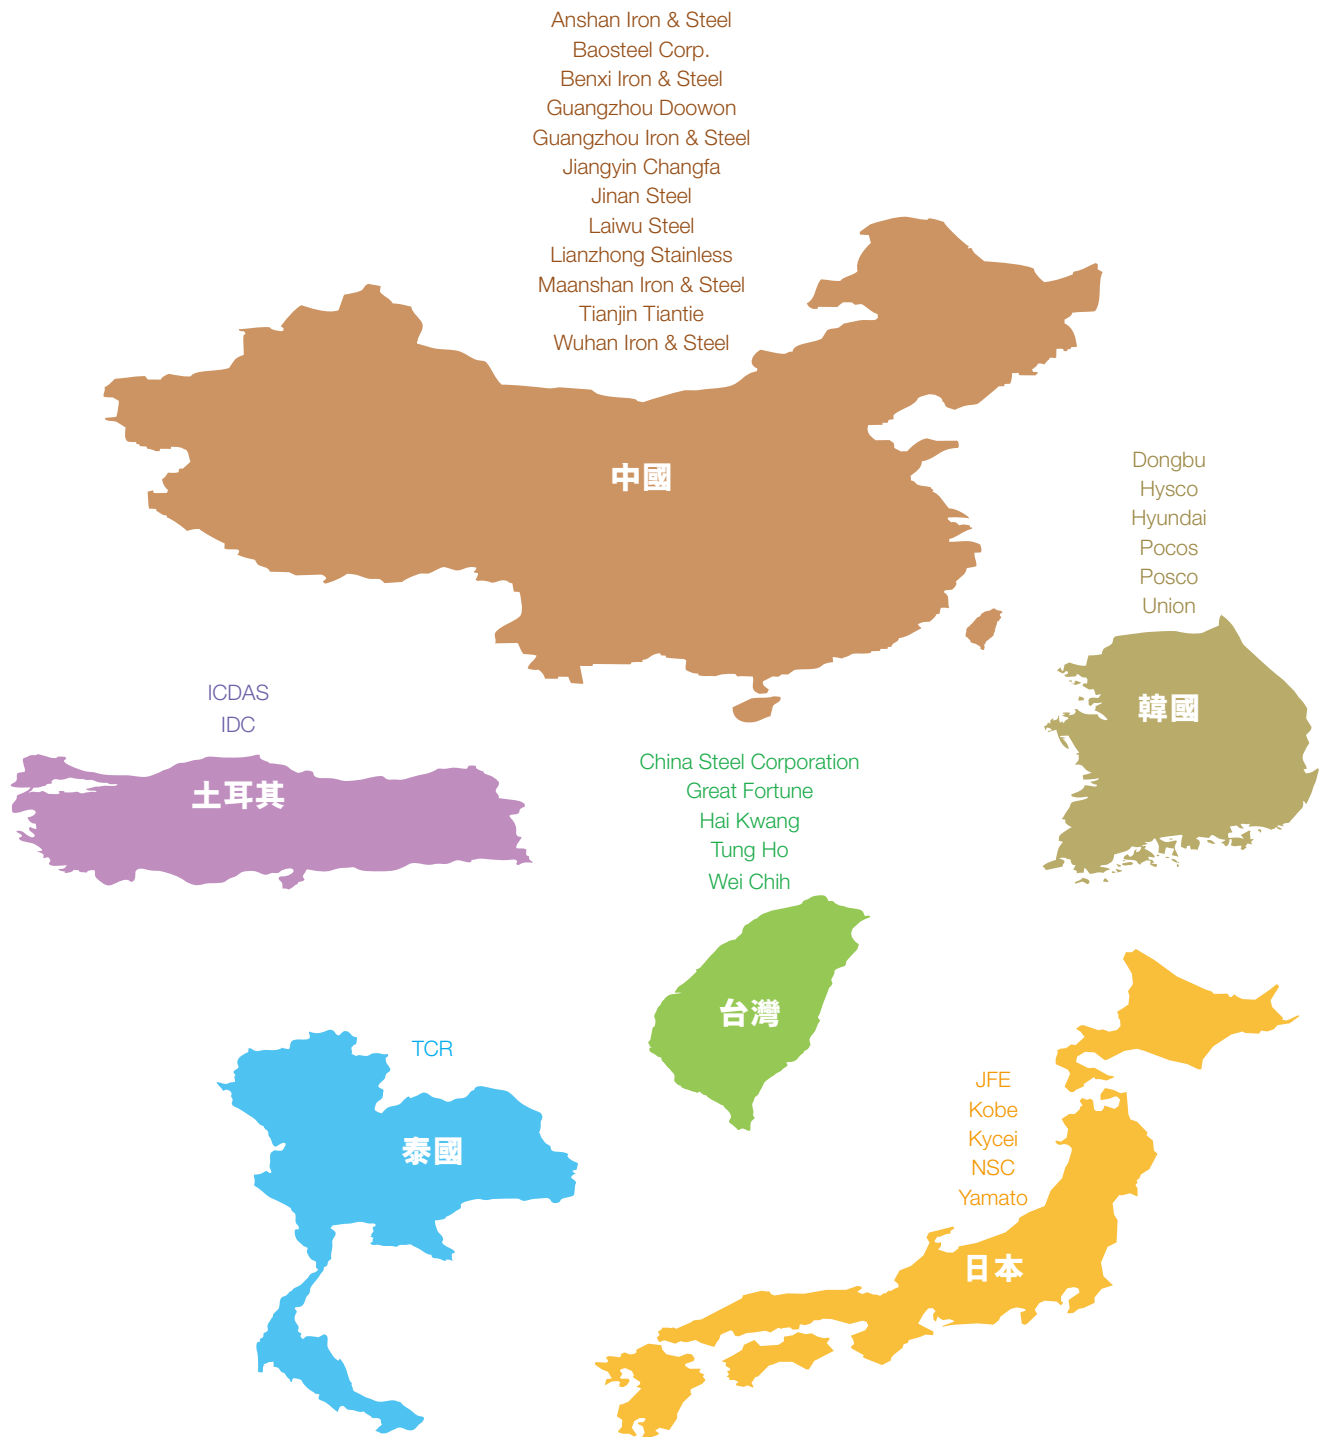 Anshan Iron & Steel
Baosteel Corp.
Benxi Iron & Steel
Guangzhou Doowon
Guangzhou Iron & Steel
Jiangyin Changfa
Jinan Steel
Laiwu Steel
Lianzhong Stainless
Maanshan Iron & Steel
Tianjin Tiantie
Wuhan Iron & Steel
中國
Dongbu
Hysco
Hyundai
Pocos
Posco
Union
韓國
ICDAS
IDC
土耳其
China Steel Corporation
Great Fortune
Hai Kwang
Tung Ho
Wei Chih
台灣
TCR
泰國
JFE
Kobe
Kycei
NSC
Yamato
日本